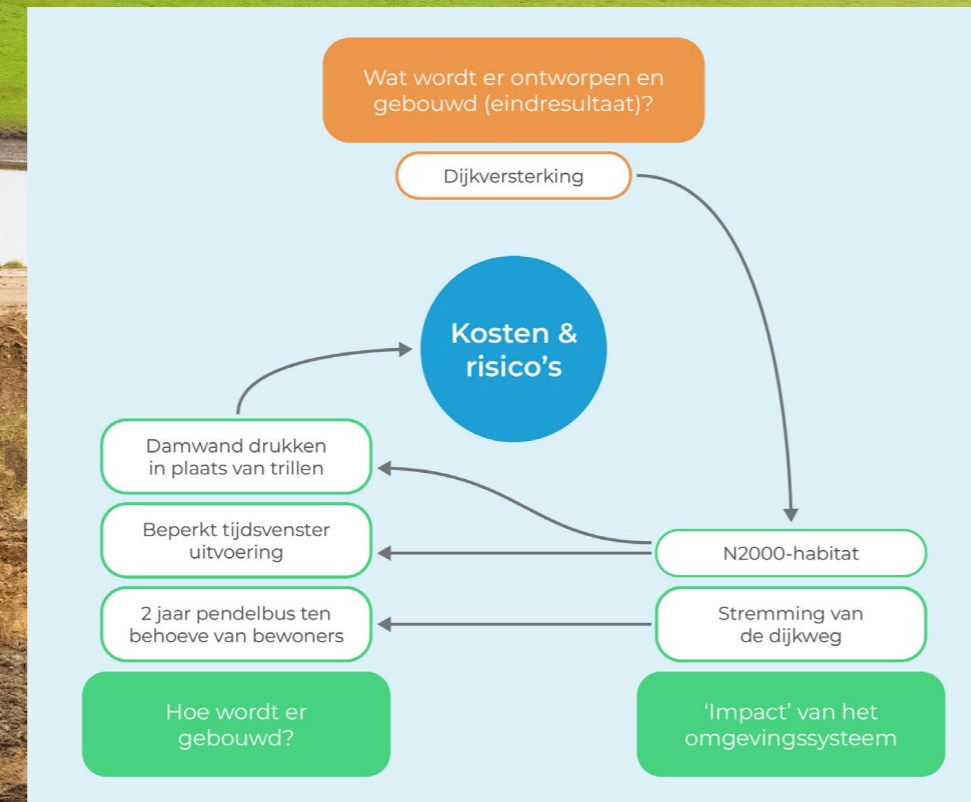 Wat wordt er ontworpen en
gebouwd (eindresultaat)?
Dijkversterking
Kosten &
risico's
Damwand drukken
in plaats van trillen
Beperkt tijdsvenster
uitvoering
2 jaar pendelbus ten
behoeve van bewoners
Hoe wordt er
gebouwd?
N2000-habitat
Stremming van
de dijkweg
‘Impact’ van het
omgevingssysteem